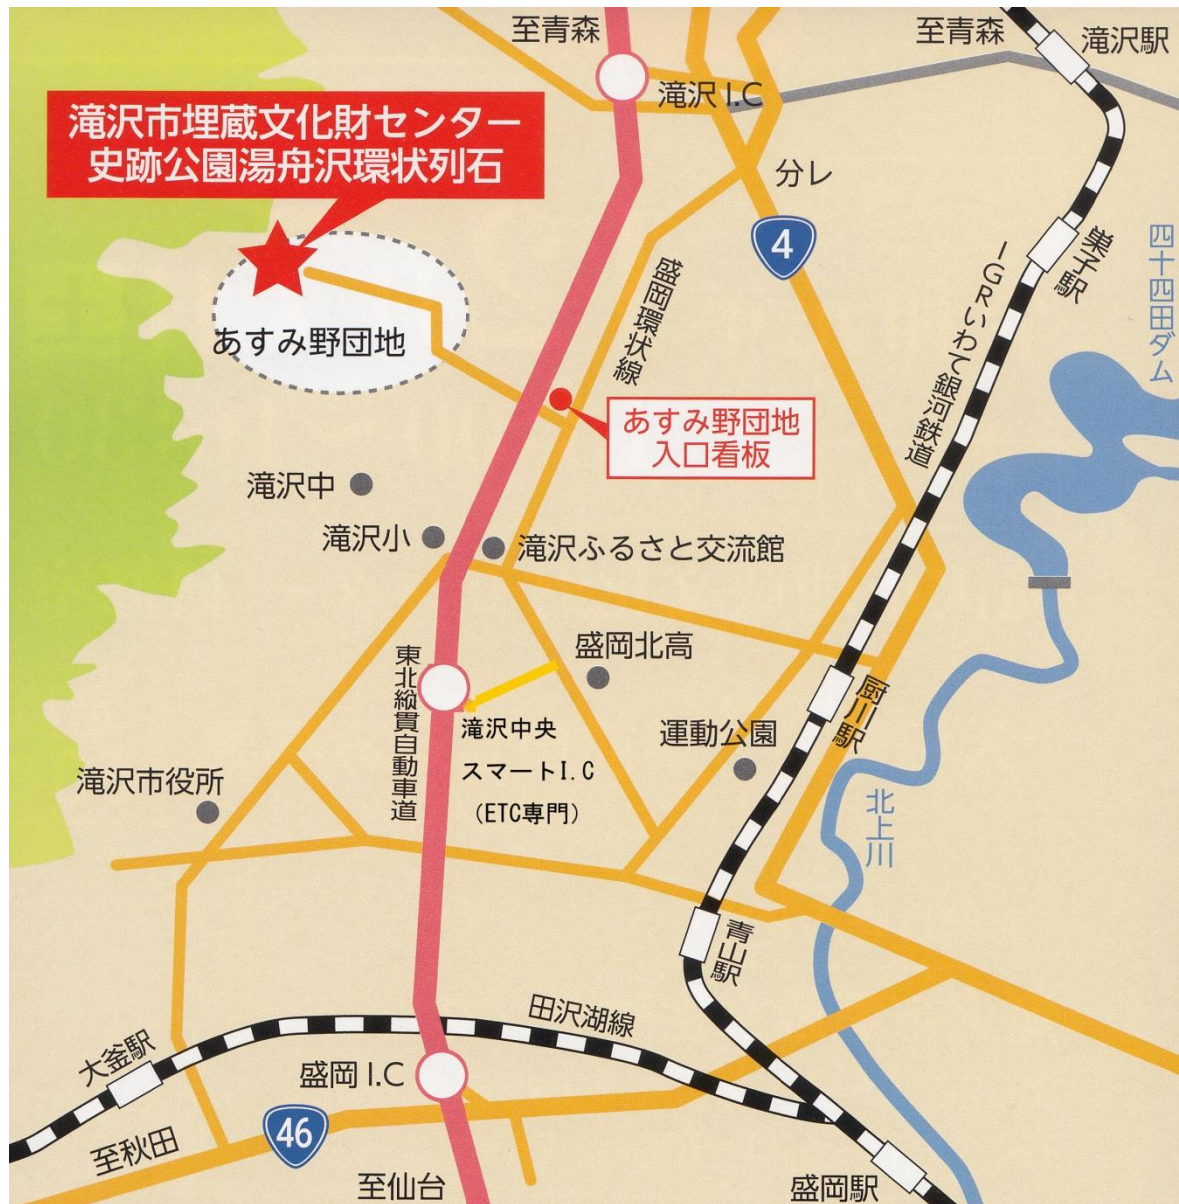 至青森
至青森
滝沢駅
滝沢I.C
滝沢市埋蔵文化財センター
史跡公園湯舟沢環状列石
分レ
4
巣子駅
四十四田ダム
盛岡環状線
IGRいわて銀河鉄道
あすみ野団地
あすみ野団地
入口看板
滝沢中
滝沢小
滝沢ふるさと交流館
盛岡北高
東北縦貫自動車道
厨川駅
滝沢中央
スマートI.C
(ETC専門)
運動公園
滝沢市役所
北上川
青山駅
田沢湖線
大釜駅
盛岡I.C
46
至秋田
至仙台
盛岡駅